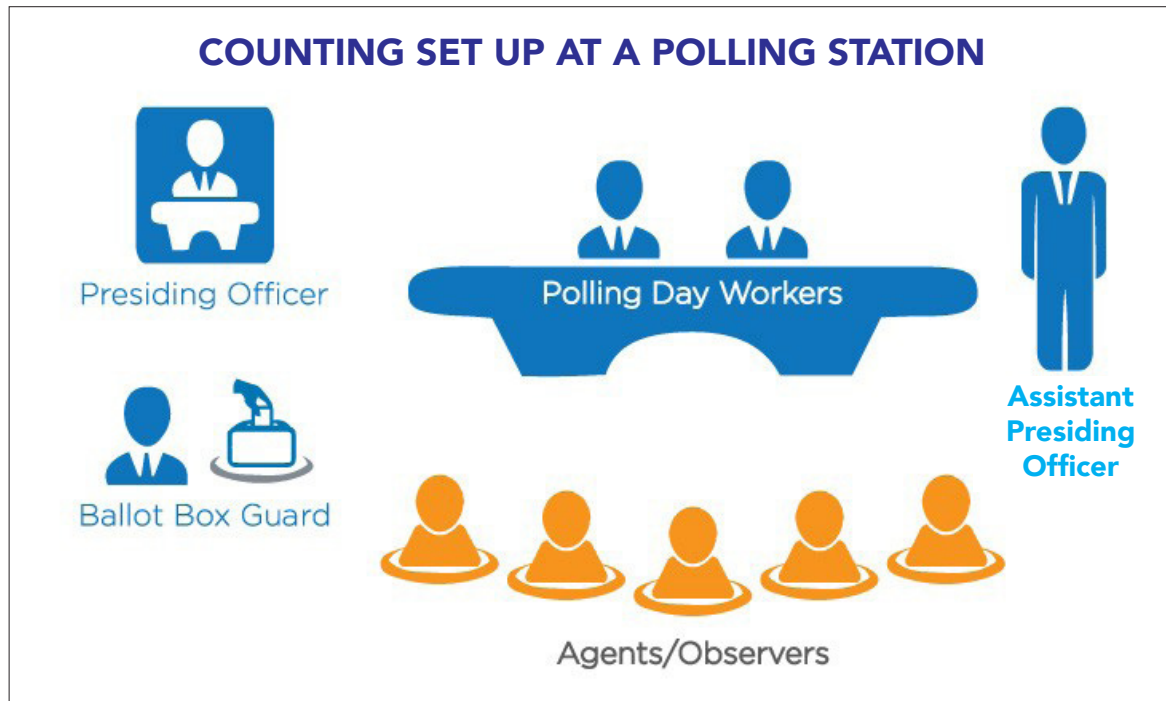 COUNTING SET UP AT A POLLING STATION
Presiding Officer
Polling Day Workers
Assistant
Presiding
Officer
Ballot Box Guard
Agents/Observers